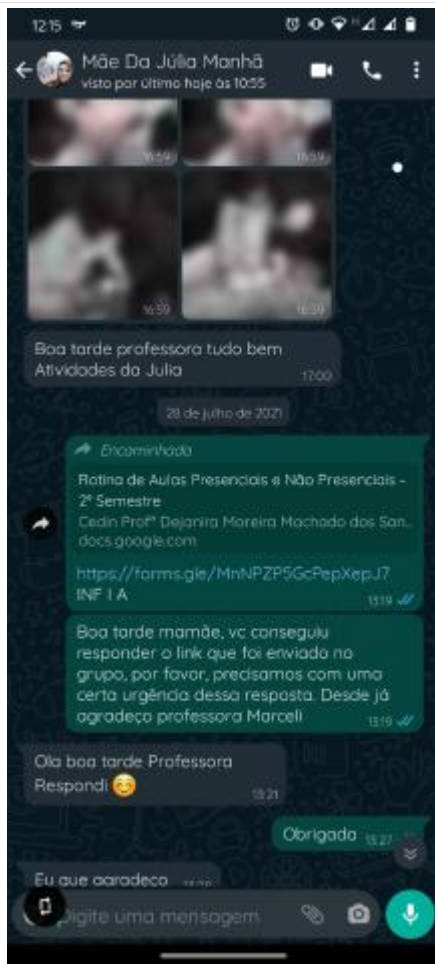 12:15
Mãe Da Júlia Manhã
visto por último hoje às 10:55
16:59
16:59
16:59
16:59
Boa tarde professora tudo bem
Atividades da Julia
17:00
28 de julho de 2021
Encaminhada
Rotina de Aulas Presenciais e Não Presenciais -
2° Semestre
Cedin Profª Dejanira Moreira Machado dos San...
docs.google.com
https://forms.gle/MnNPZP5GcPepXepJ7
INF I A
13:19
Boa tarde mamãe, vc conseguiu
responder o link que foi enviado no
grupo, por favor, precisamos com uma
certa urgência dessa resposta. Desde já
agradeço professora Marceli
13:19
Ola boa tarde Professora
Respondi
13:21
Obrigada
13:27
Eu que agradeço
Digite uma mensagem